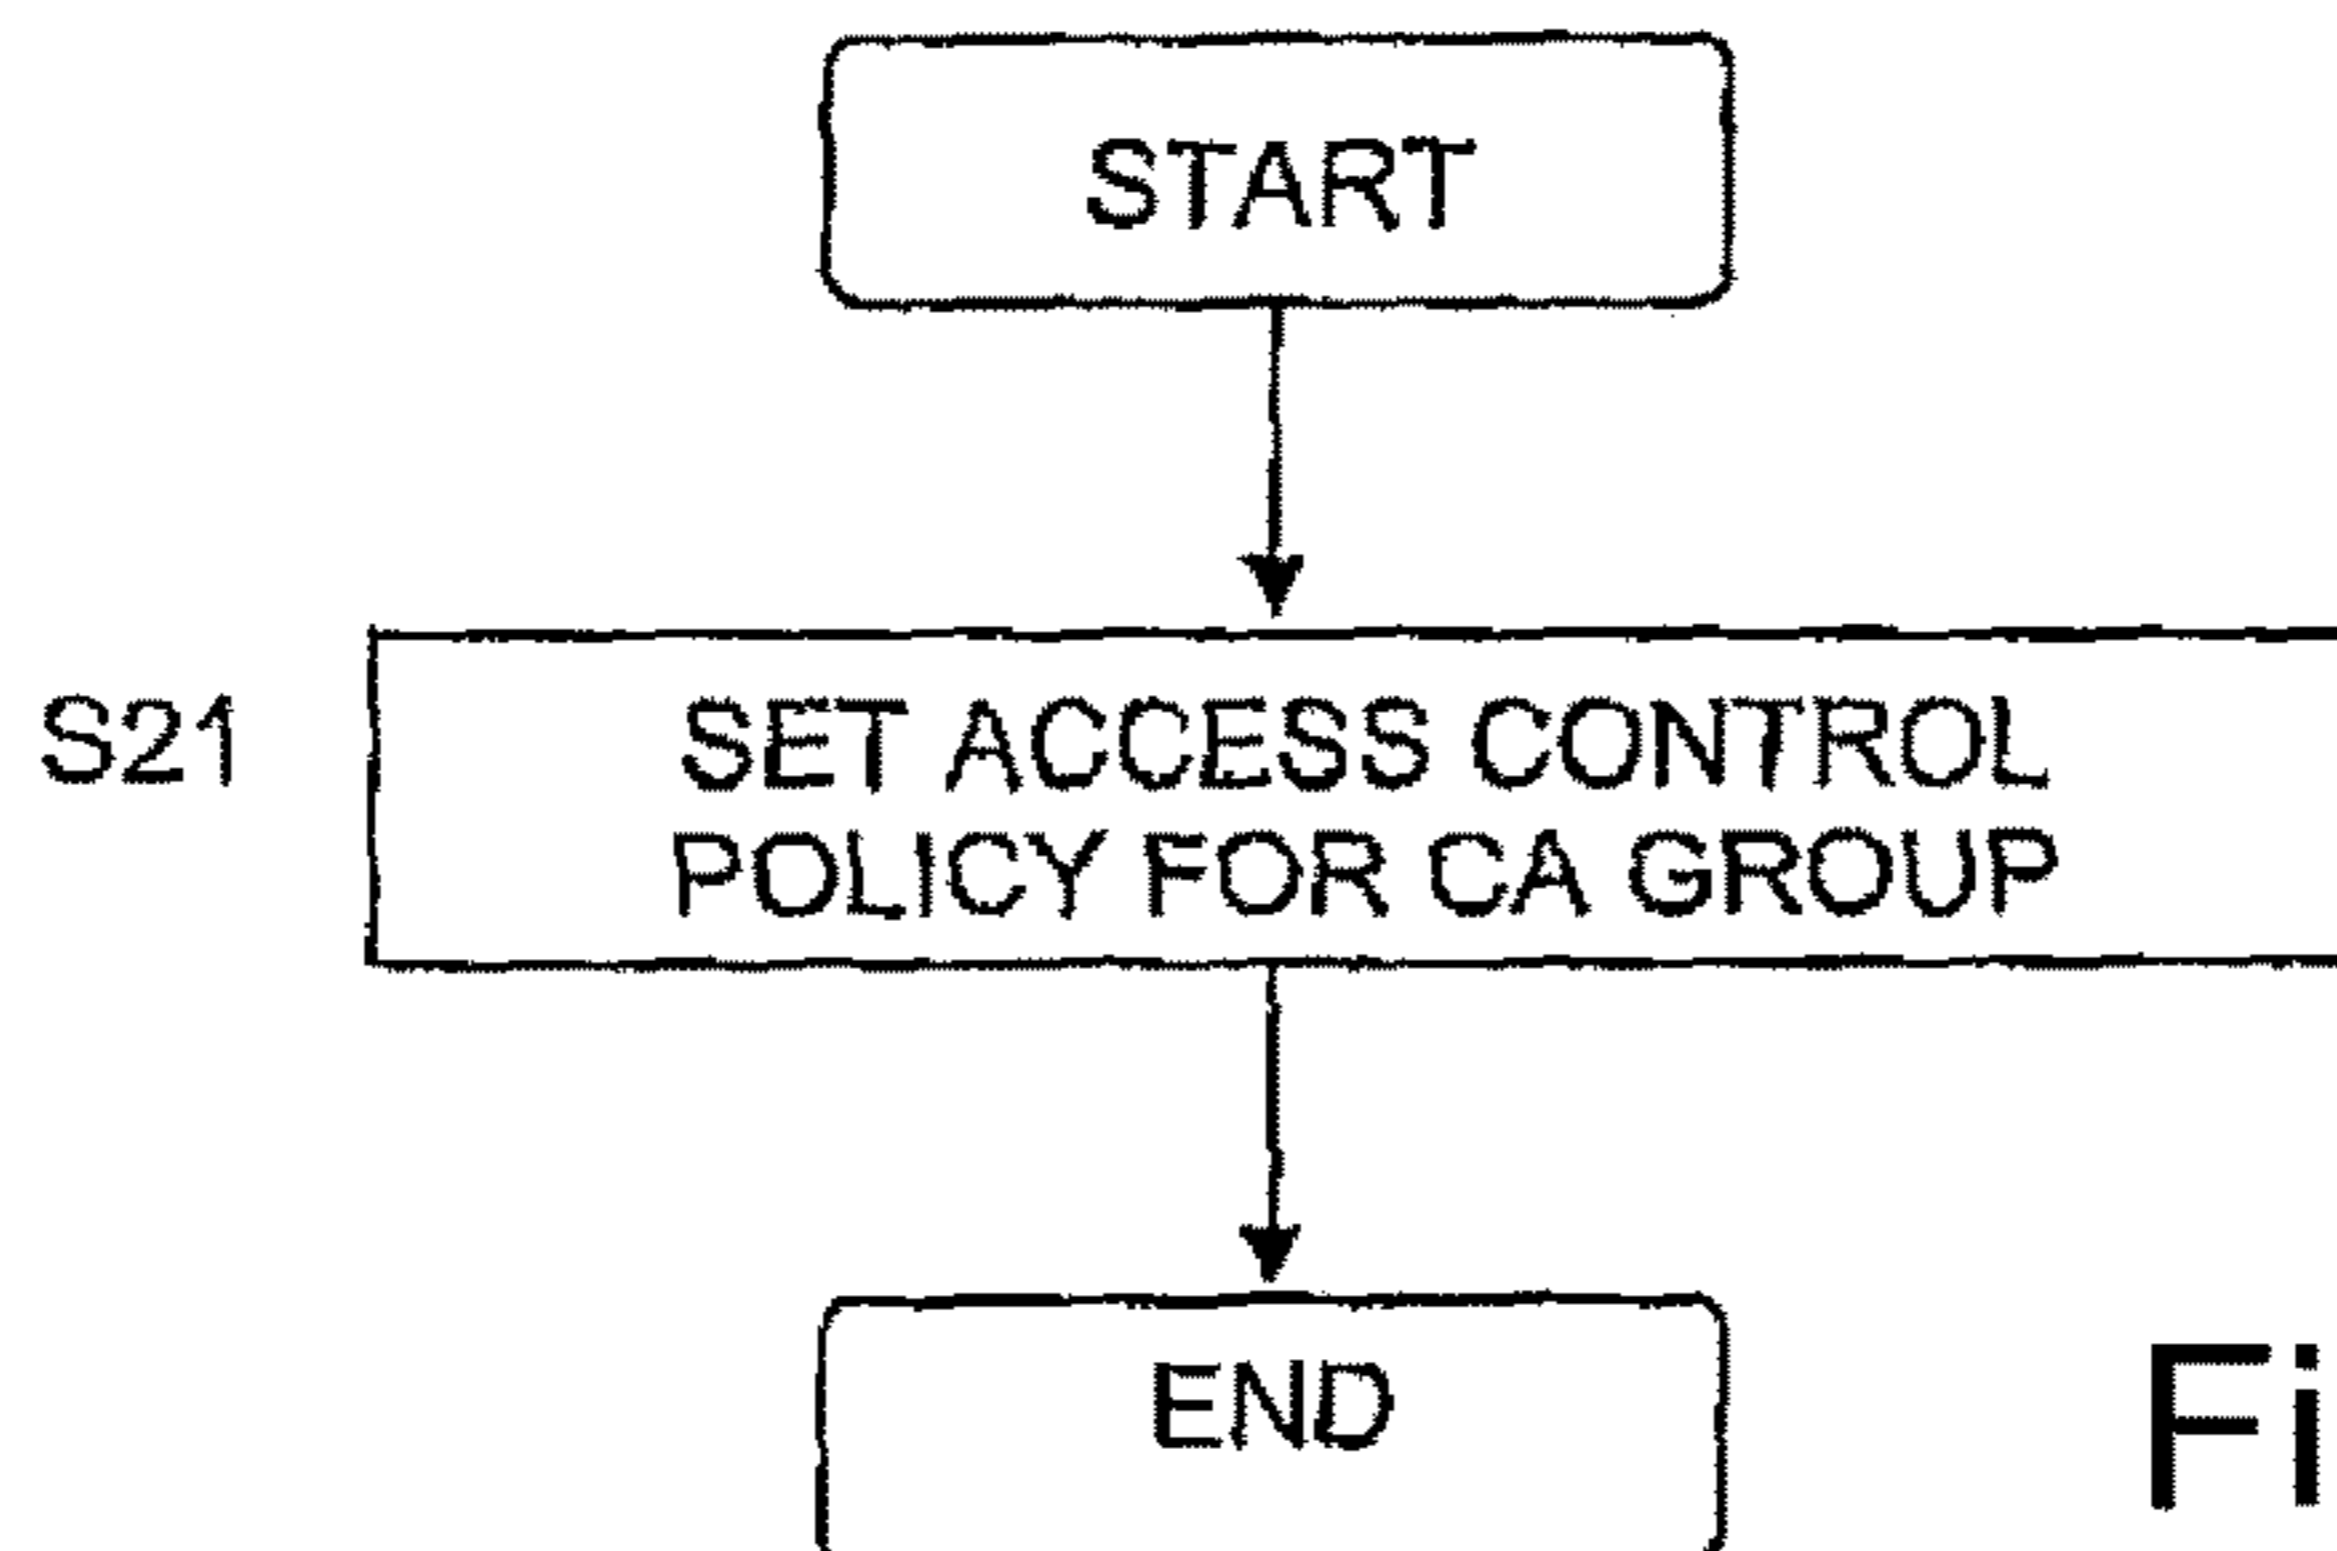 START
S21
SET ACCESS CONTROL
POLICY FOR CA GROUP
END
Fi